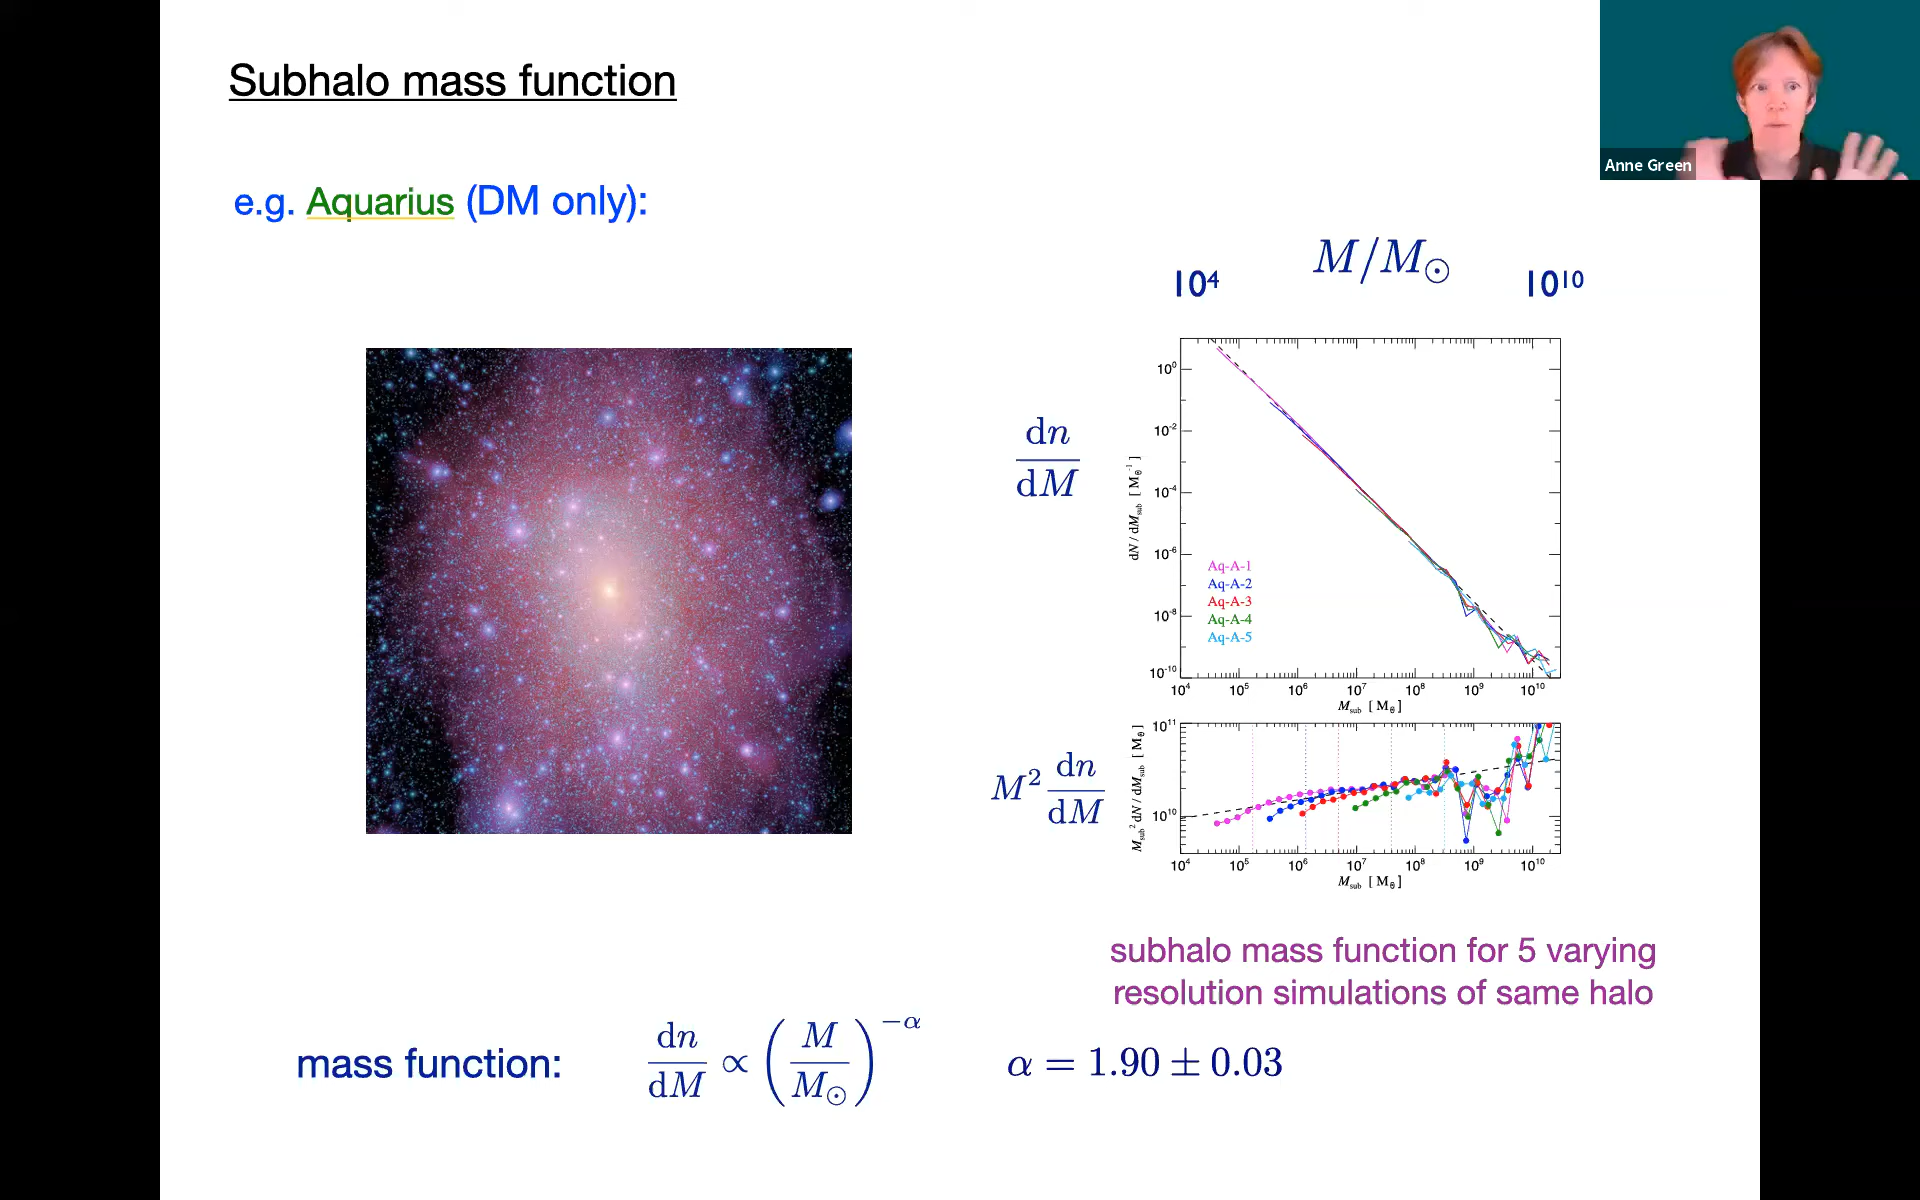 Subhalo mass function
Anne Green
e.g. Aquarius (DM only):
M/M⊙
10⁴ 10¹⁰
dn/dM
10⁰
10⁻²
10⁻⁴
10⁻⁶
10⁻⁸
10⁻¹⁰
dN / dM_sub [ M⊙⁻¹ ]
Aq-A-1
Aq-A-2
Aq-A-3
Aq-A-4
Aq-A-5
10⁴ 10⁵ 10⁶ 10⁷ 10⁸ 10⁹ 10¹⁰
M_sub [ M⊙ ]
M² dn/dM
10¹¹
10¹⁰
M_sub² dN / dM_sub [ M⊙ ]
10⁴ 10⁵ 10⁶ 10⁷ 10⁸ 10⁹ 10¹⁰
M_sub [ M⊙ ]
subhalo mass function for 5 varying
resolution simulations of same halo
mass function: dn/dM ∝ (M/M⊙)^−α α = 1.90 ± 0.03